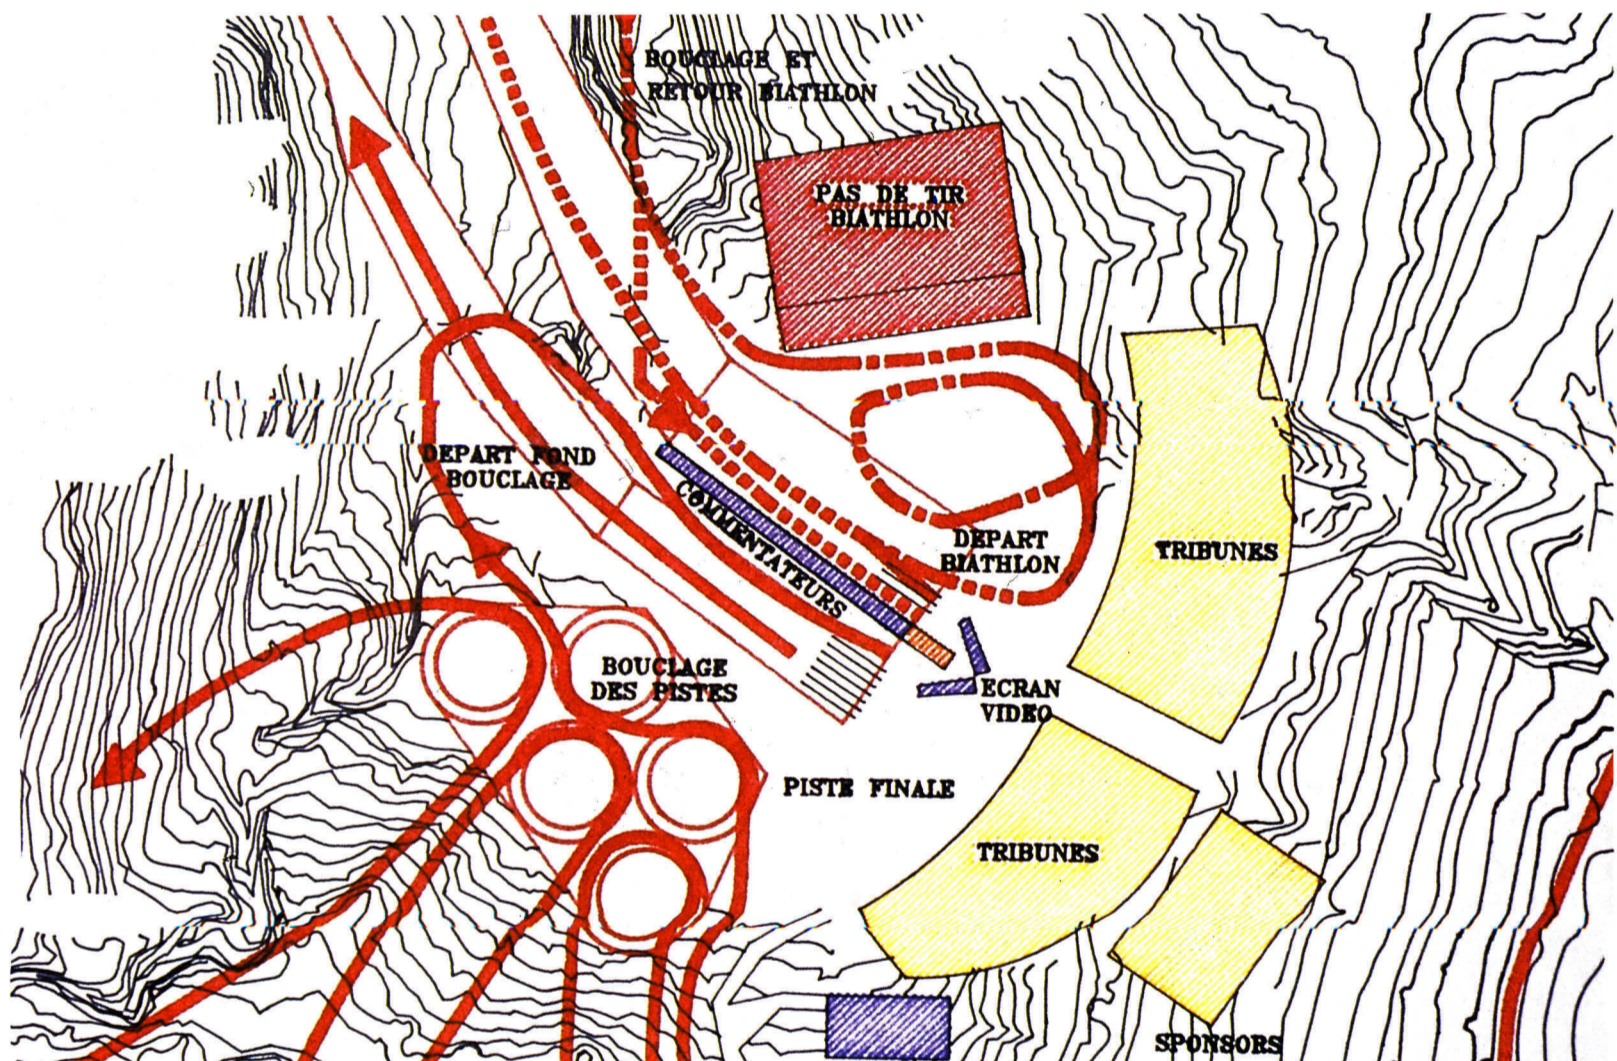 BOUCLAGE ET
RETOUR BIATHLON
PAS DE TIR
BIATHLON
DEPART FOND
BOUCLAGE
COMMENTATEURS
DEPART
BIATHLON
TRIBUNES
BOUCLAGE
DES PISTES
ECRAN
VIDEO
PISTE FINALE
TRIBUNES
SPONSORS